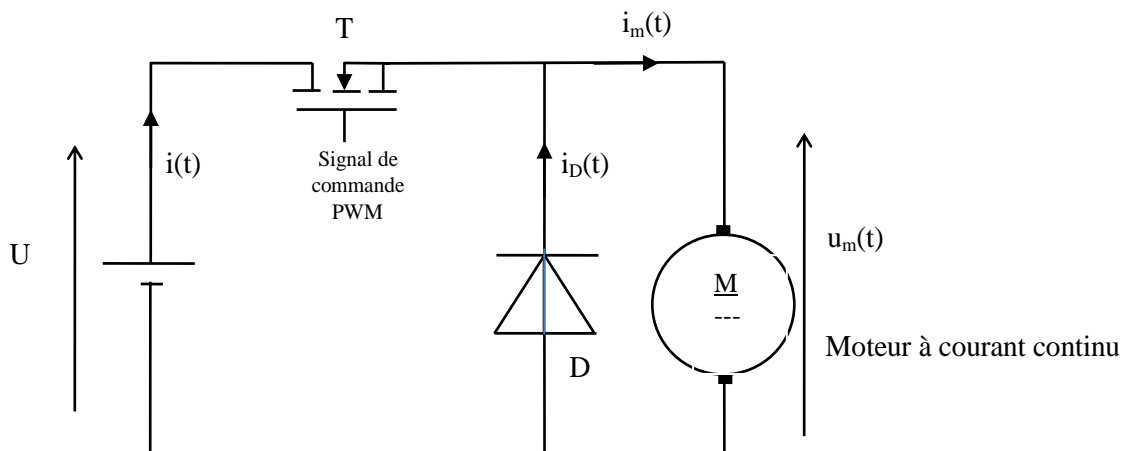 T
i_m(t)
i(t)
Signal de
commande
PWM
i_D(t)
U
u_m(t)
M
---
D
Moteur à courant continu